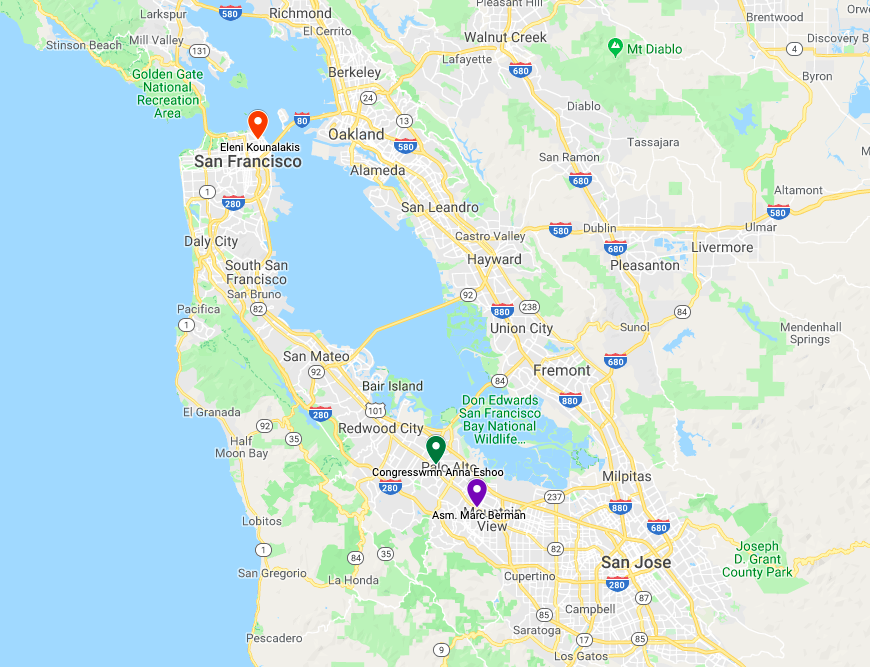 Pleasant Hill
Larkspur
580
Richmond
Brentwood
El Cerrito
Mill Valley
Stinson Beach
131
Walnut Creek
Discovery B
4
Mt Diablo
Lafayette
680
Berkeley
Byron
Golden Gate
National
Recreation
Area
24
Diablo
80
13
Oakland
580
Eleni Kounalakis
San Francisco
Tassajara
San Ramon
Alameda
680
1
280
Altamont
San Leandro
580
Ulmar
Daly City
Castro Valley
580
Dublin
680
Livermore
Hayward
Pleasanton
South San
Francisco
San Bruno
92
82
Pacifica
880
238
84
1
Union City
Sunol
Mendenhall
Springs
San Mateo
92
680
Fremont
84
Bair Island
880
Don Edwards
San Francisco
Bay National
Wildlife...
El Granada
280
101
92
35
Redwood City
Half
Moon Bay
Palo Alto
Congresswmn Anna Eshoo
Milpitas
280
237
880
Asm. Marc Berman
Mountain
View
Lobitos
680
1
84
35
82
San Jose
Joseph
D. Grant
County Park
San Gregorio
La Honda
Cupertino
280
87
85
Campbell
Pescadero
Saratoga
17
85
9
Los Gatos